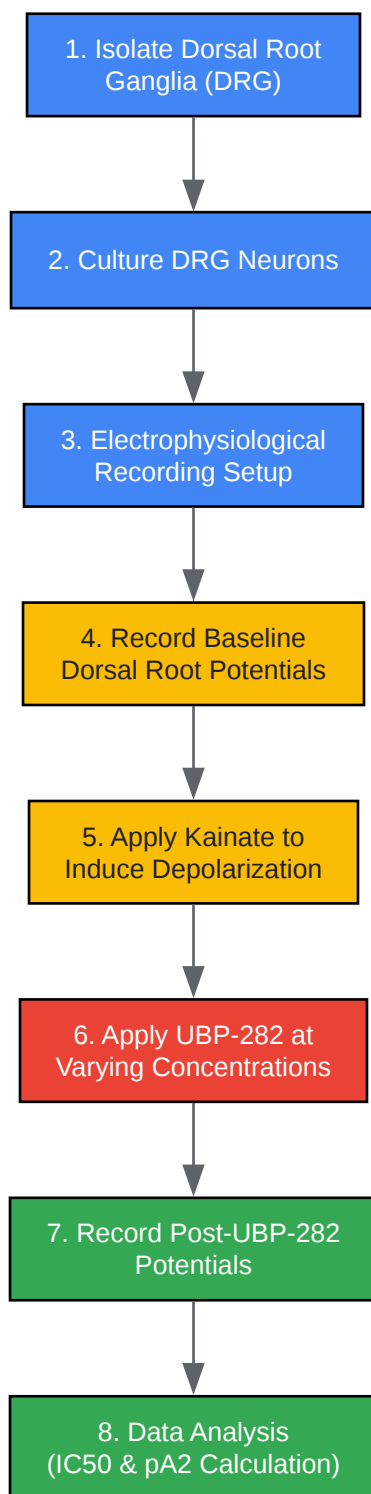 1. Isolate Dorsal Root
Ganglia (DRG)
2. Culture DRG Neurons
3. Electrophysiological
Recording Setup
4. Record Baseline
Dorsal Root Potentials
5. Apply Kainate to
Induce Depolarization
6. Apply UBP-282 at
Varying Concentrations
7. Record Post-UBP-282
Potentials
8. Data Analysis
(IC50 & pA2 Calculation)